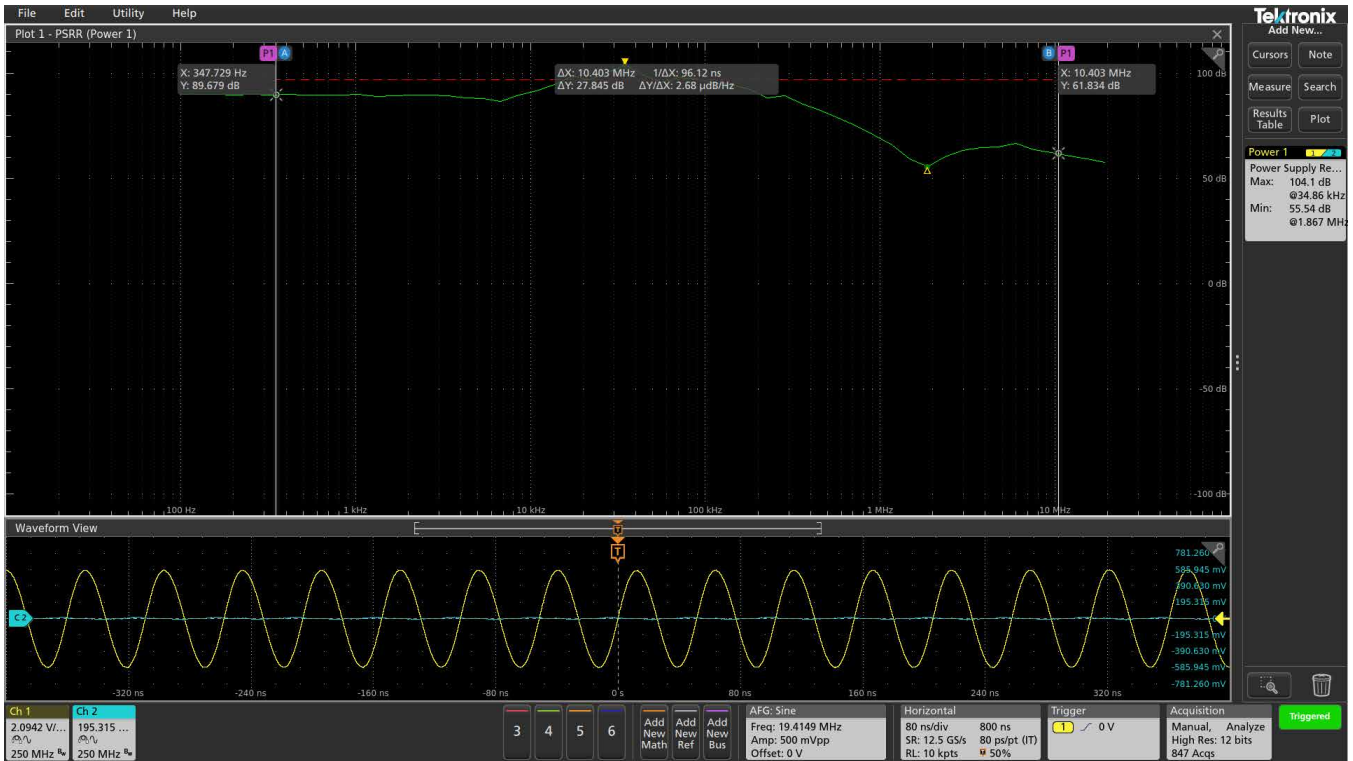 File Edit Utility Help
Tektronix
Add New...
Plot 1 - PSRR (Power 1)
P1 A
B P1
Cursors Note
X: 347.729 Hz
Y: 89.679 dB
ΔX: 10.403 MHz 1/ΔX: 96.12 ns
ΔY: 27.845 dB ΔY/ΔX: 2.68 µdB/Hz
X: 10.403 MHz
Y: 61.834 dB
100 dB
Measure Search
Results Table Plot
Power 1 1 / 2
Power Supply Re...
Max: 104.1 dB
@34.86 kHz
Min: 55.54 dB
@1.867 MHz
50 dB
0 dB
-50 dB
-100 dB
100 Hz 1 kHz 10 kHz 100 kHz 1 MHz 10 MHz
Waveform View
T
T
781.260
585.945 mV
390.630 mV
195.315 mV
C2
-195.315 mV
-390.630 mV
-585.945 mV
-781.260 mV
-320 ns -240 ns -160 ns -80 ns 0 s 80 ns 160 ns 240 ns 320 ns
Ch 1
2.0942 V/...
250 MHz Bw
Ch 2
195.315 ...
250 MHz Bw
3 4 5 6
Add New Math
Add New Ref
Add New Bus
AFG: Sine
Freq: 19.4149 MHz
Amp: 500 mVpp
Offset: 0 V
Horizontal
80 ns/div 800 ns
SR: 12.5 GS/s 80 ps/pt (IT)
RL: 10 kpts 50%
Trigger
1 0 V
Acquisition
Manual, Analyze
High Res: 12 bits
847 Acqs
Triggered